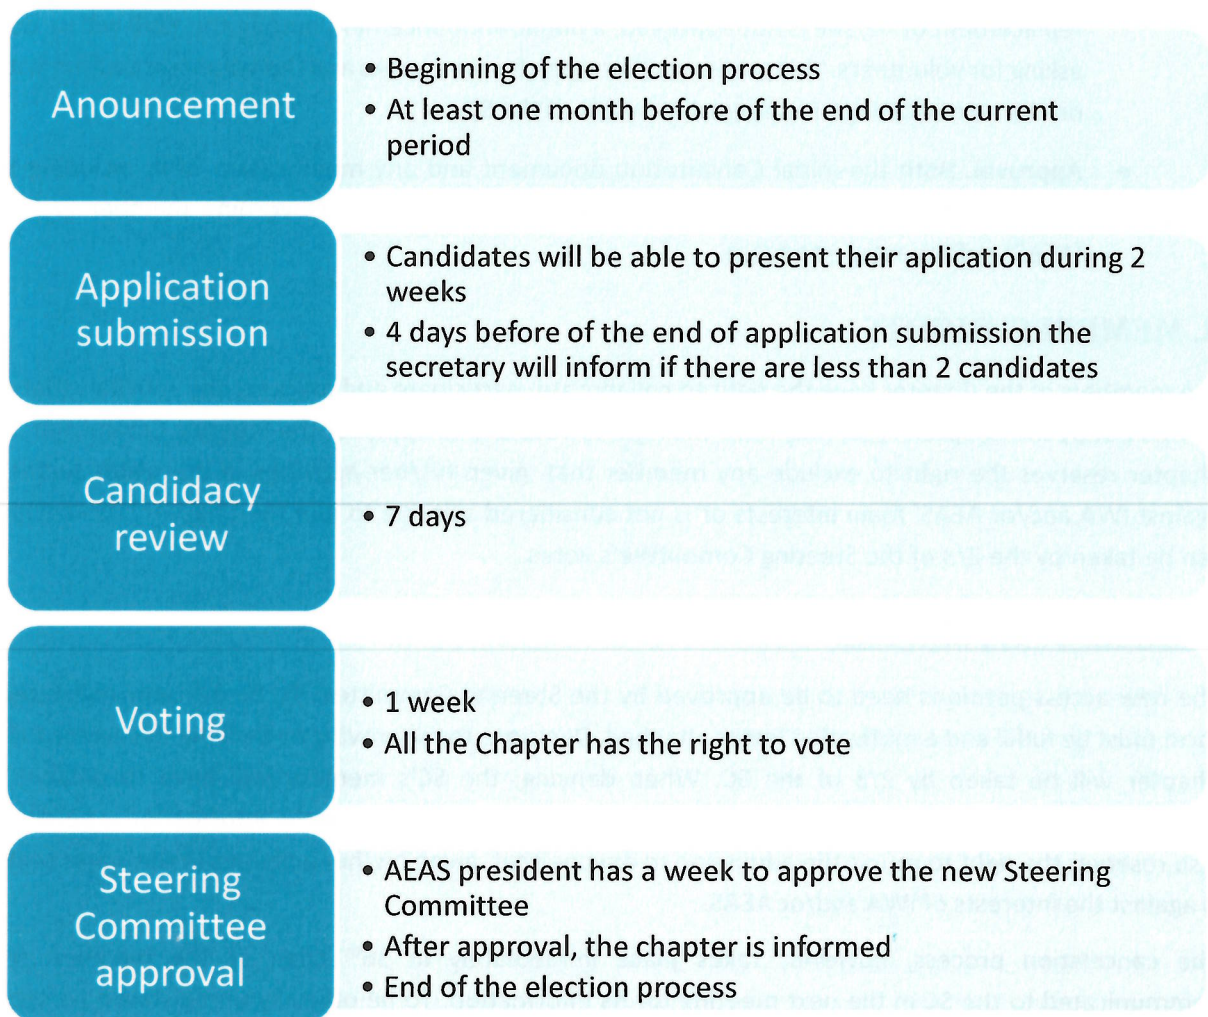 Anouncement
• Beginning of the election process
• At least one month before of the end of the current
period
Application
submission
• Candidates will be able to present their aplication during 2
weeks
• 4 days before of the end of application submission the
secretary will inform if there are less than 2 candidates
Candidacy
review
• 7 days
Voting
• 1 week
• All the Chapter has the right to vote
Steering
Committee
approval
• AEAS president has a week to approve the new Steering
Committee
• After approval, the chapter is informed
• End of the election process